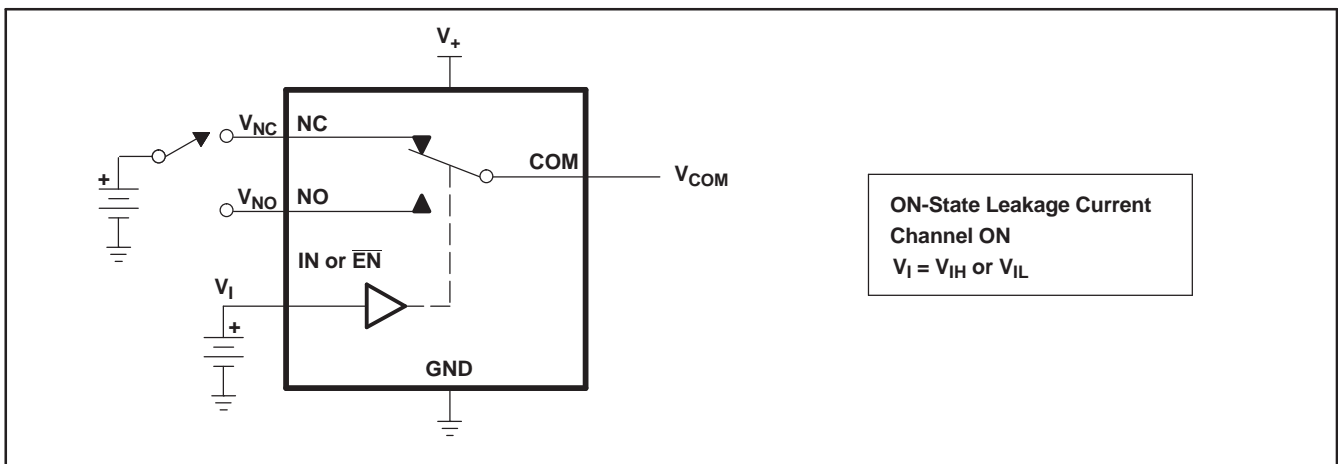 V+
+
VNC
NC
COM
VCOM
VNO
NO
IN or E̅N̅
VI
+
GND
ON-State Leakage Current
Channel ON
VI = VIH or VIL